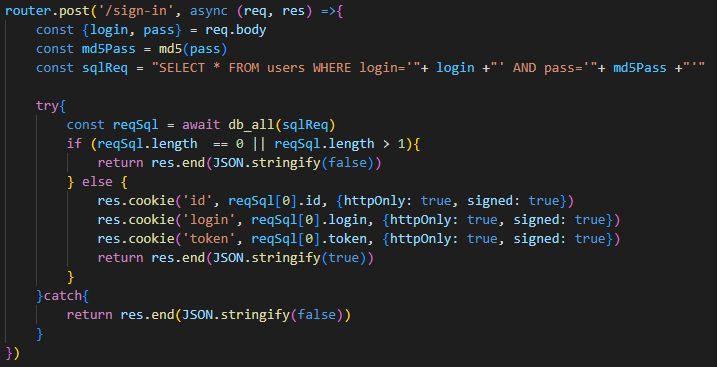 router.post('/sign-in', async (req, res) =>{
    const {login, pass} = req.body
    const md5Pass = md5(pass)
    const sqlReq = "SELECT * FROM users WHERE login='"+ login +"' AND pass='"+ md5Pass +"'"

    try{
        const reqSql = await db_all(sqlReq)
        if (reqSql.length  == 0 || reqSql.length > 1){
            return res.end(JSON.stringify(false))
        } else {
            res.cookie('id', reqSql[0].id, {httpOnly: true, signed: true})
            res.cookie('login', reqSql[0].login, {httpOnly: true, signed: true})
            res.cookie('token', reqSql[0].token, {httpOnly: true, signed: true})
            return res.end(JSON.stringify(true))
        }
    }catch{
        return res.end(JSON.stringify(false))
    }
})